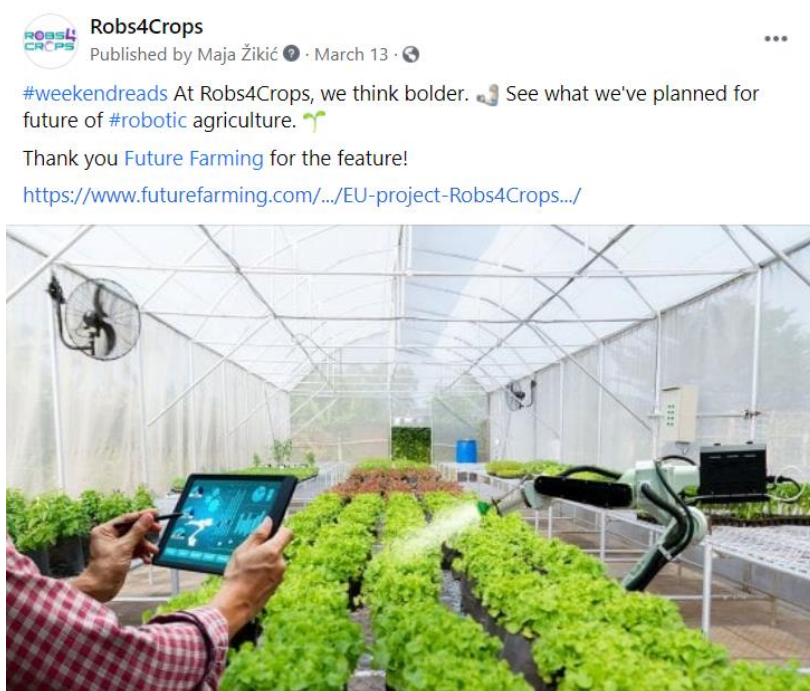 ROBS4
CROPS
Robs4Crops
Published by Maja Žikić · March 13 ·
#weekendreads At Robs4Crops, we think bolder. 🦾 See what we've planned for
future of #robotic agriculture. 🌱
Thank you Future Farming for the feature!
https://www.futurefarming.com/.../EU-project-Robs4Crops.../